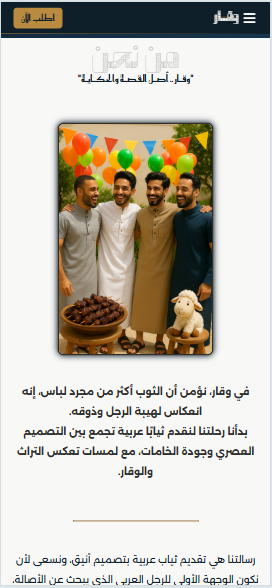 وقار
اطلب الآن
من نحن
"وقار.. أصل القصة والحكاية"
في وقار، نؤمن أن الثوب أكثر من مجرد لباس، إنه
انعكاس لهيبة الرجل وذوقه.
بدأنا رحلتنا لنقدم ثيابًا عربية تجمع بين التصميم
العصري وجودة الخامات، مع لمسات تعكس التراث
والوقار.
رسالتنا هي تقديم ثياب عربية بتصميم أنيق، ونسعى لأن
نكون الوجهة الأولى للرجل العربي الذي يبحث عن الأصالة،